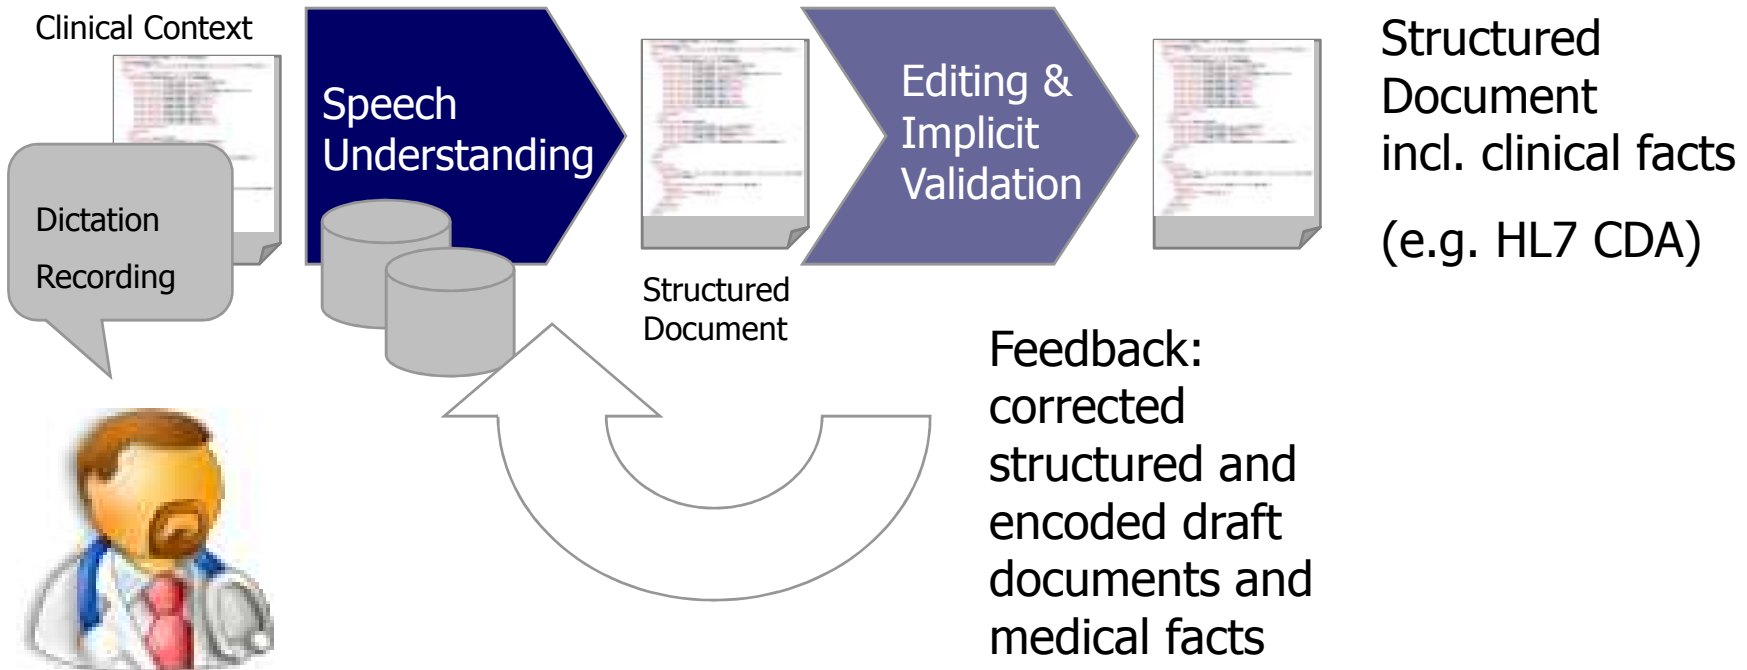 Clinical Context
Dictation
Recording
Speech
Understanding
Structured
Document
Editing &
Implicit
Validation
Structured
Document
incl. clinical facts
(e.g. HL7 CDA)
Feedback:
corrected
structured and
encoded draft
documents and
medical facts